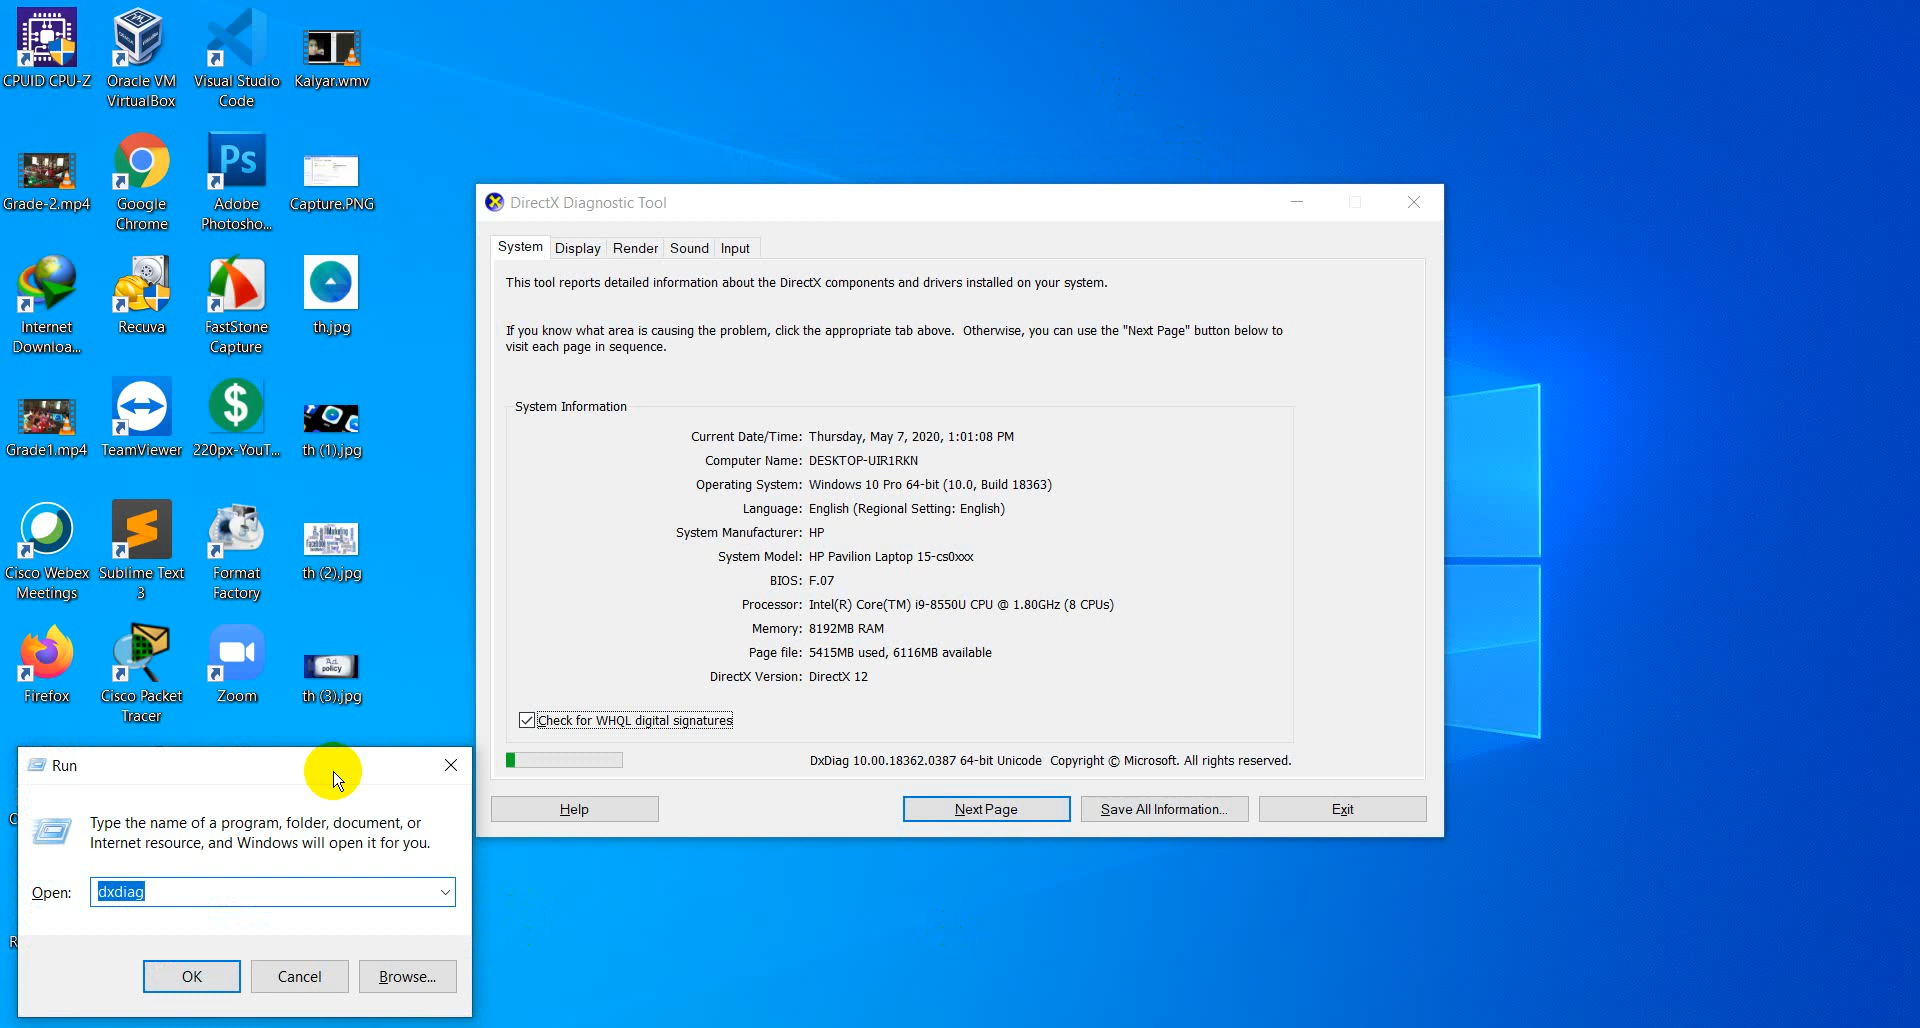 CPUID CPU-Z
Oracle VM
VirtualBox
Visual Studio
Code
Kalyar.wmv
Grade-2.mp4
Google
Chrome
Ps
Adobe
Photosho...
Capture.PNG
Internet
Downloa...
Recuva
FastStone
Capture
th.jpg
Grade1.mp4
TeamViewer
$
220px-YouT...
th (1).jpg
Cisco Webex
Meetings
Sublime Text
3
Format
Factory
th (2).jpg
Firefox
Cisco Packet
Tracer
Zoom
Ad
policy
th (3).jpg
DirectX Diagnostic Tool
System Display Render Sound Input
This tool reports detailed information about the DirectX components and drivers installed on your system.
If you know what area is causing the problem, click the appropriate tab above. Otherwise, you can use the "Next Page" button below to
visit each page in sequence.
System Information
Current Date/Time: Thursday, May 7, 2020, 1:01:08 PM
Computer Name: DESKTOP-UIR1RKN
Operating System: Windows 10 Pro 64-bit (10.0, Build 18363)
Language: English (Regional Setting: English)
System Manufacturer: HP
System Model: HP Pavilion Laptop 15-cs0xxx
BIOS: F.07
Processor: Intel(R) Core(TM) i9-8550U CPU @ 1.80GHz (8 CPUs)
Memory: 8192MB RAM
Page file: 5415MB used, 6116MB available
DirectX Version: DirectX 12
Check for WHQL digital signatures
DxDiag 10.00.18362.0387 64-bit Unicode Copyright © Microsoft. All rights reserved.
Help
Next Page
Save All Information...
Exit
Run
Type the name of a program, folder, document, or
Internet resource, and Windows will open it for you.
Open: dxdiag
OK
Cancel
Browse...